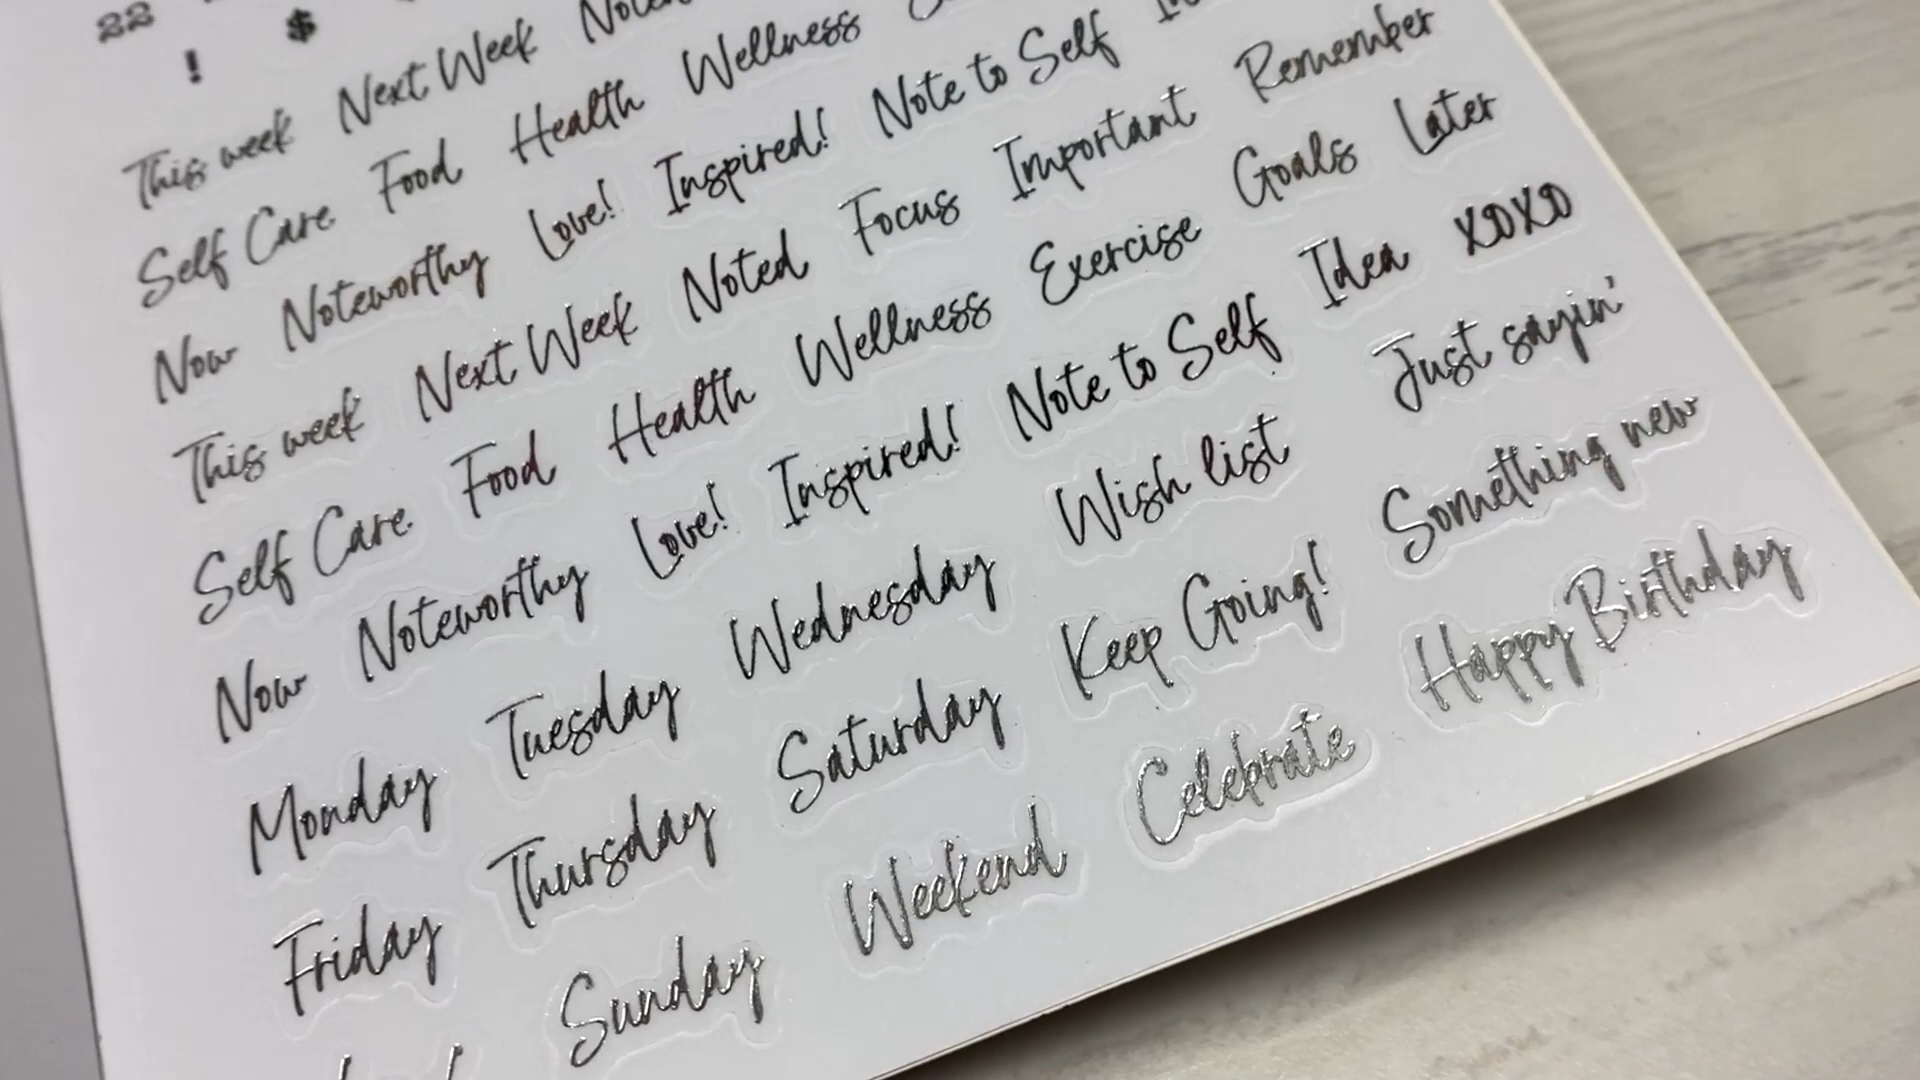 22
! $
This week Next Week Noted
Self Care Food Health Wellness
Now Noteworthy Love! Inspired! Note to Self
This week Next Week Noted Focus Important Remember
Self Care Food Health Wellness Exercise Goals Later
Now Noteworthy Love! Inspired! Note to Self Idea XOXO
Monday Tuesday Wednesday Wish list Just sayin'
Friday Thursday Saturday Keep Going! Something new
Sunday Weekend Celebrate Happy Birthday